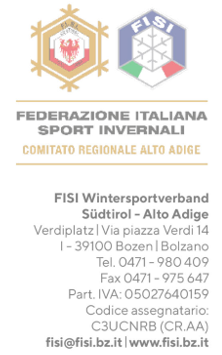 FISI
FEDERAZIONE ITALIANA
SPORT INVERNALI
COMITATO REGIONALE ALTO ADIGE
FISI Wintersportverband
Südtirol - Alto Adige
Verdiplatz | Via piazza Verdi 14
I - 39100 Bozen | Bolzano
Tel. 0471 - 980 409
Fax 0471 - 975 647
Part. IVA: 05027640159
Codice assegnatario:
C3UCNRB (CR.AA)
fisi@fisi.bz.it | www.fisi.bz.it